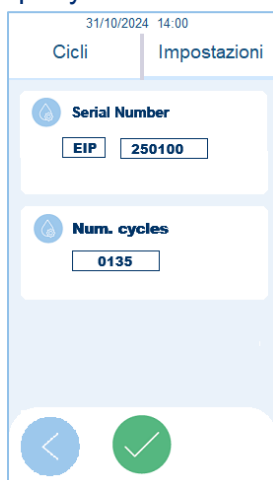 31/10/2024 14:00
Cicli Impostazioni
Serial Number
EIP 250100
Num. cycles
0135